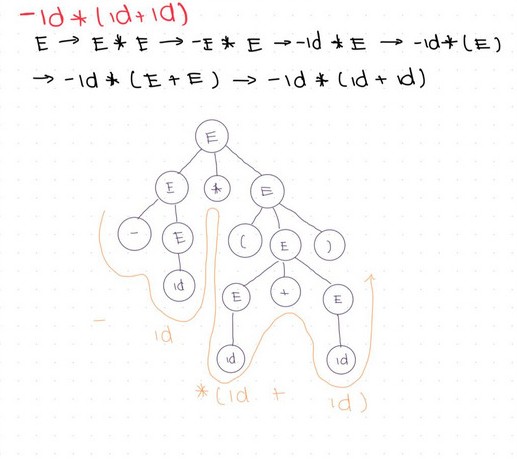 -id*(id+id)
E → E * E → -E * E → -id * E → -id*(E)
→ -id * (E + E) → -id * (id + id)
E
E * E
- E ( E )
id E + E
id id
- id
*(id + id)